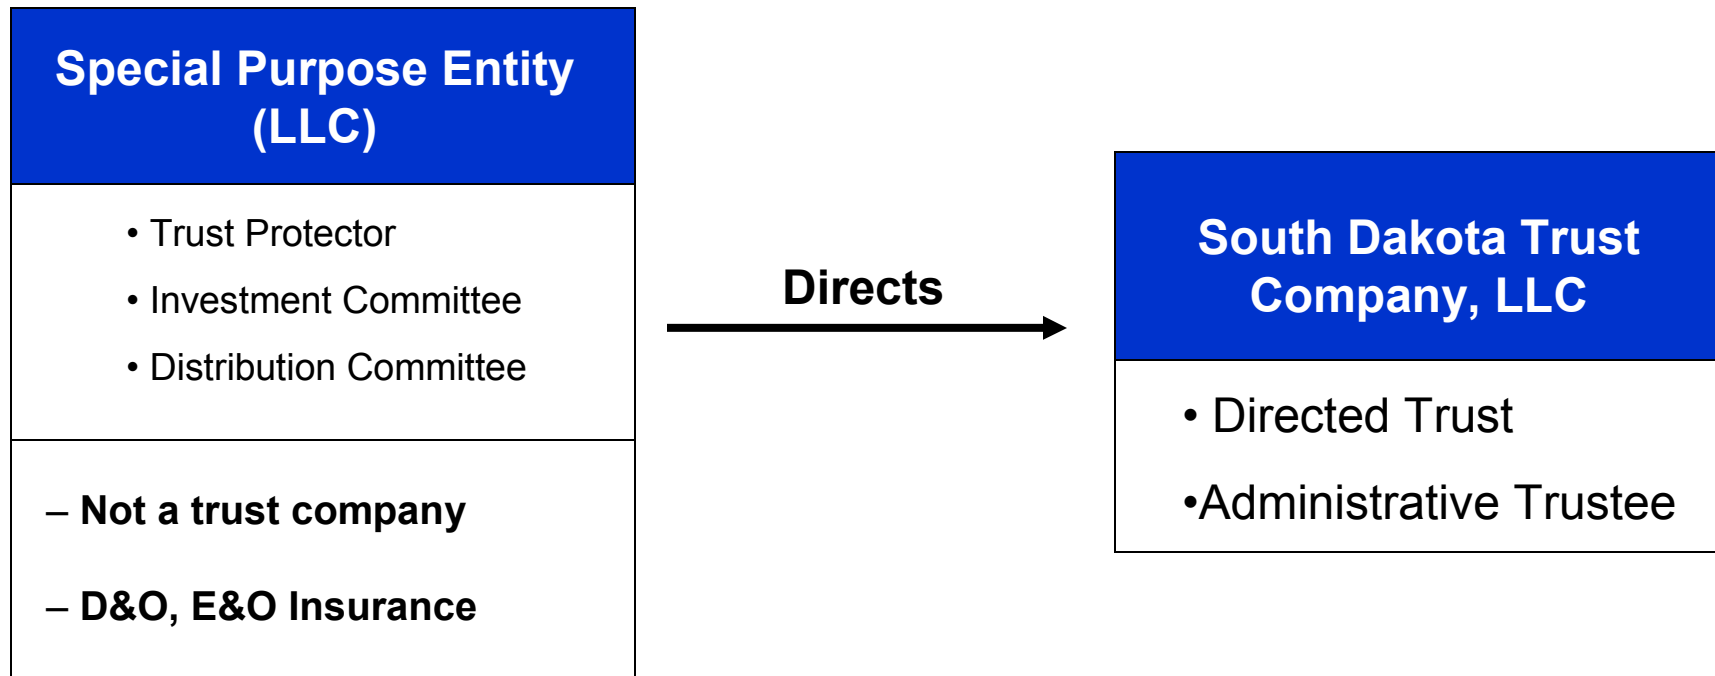 Special Purpose Entity
(LLC)
• Trust Protector
• Investment Committee
• Distribution Committee
– Not a trust company
– D&O, E&O Insurance
Directs
South Dakota Trust
Company, LLC
• Directed Trust
•Administrative Trustee